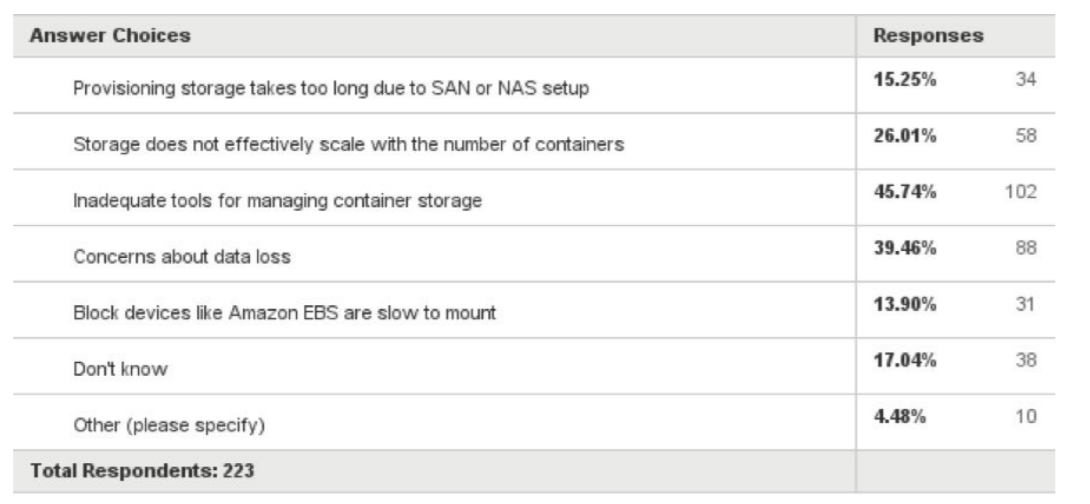 Answer Choices Responses
Provisioning storage takes too long due to SAN or NAS setup 15.25% 34
Storage does not effectively scale with the number of containers 26.01% 58
Inadequate tools for managing container storage 45.74% 102
Concerns about data loss 39.46% 88
Block devices like Amazon EBS are slow to mount 13.90% 31
Don't know 17.04% 38
Other (please specify) 4.48% 10
Total Respondents: 223